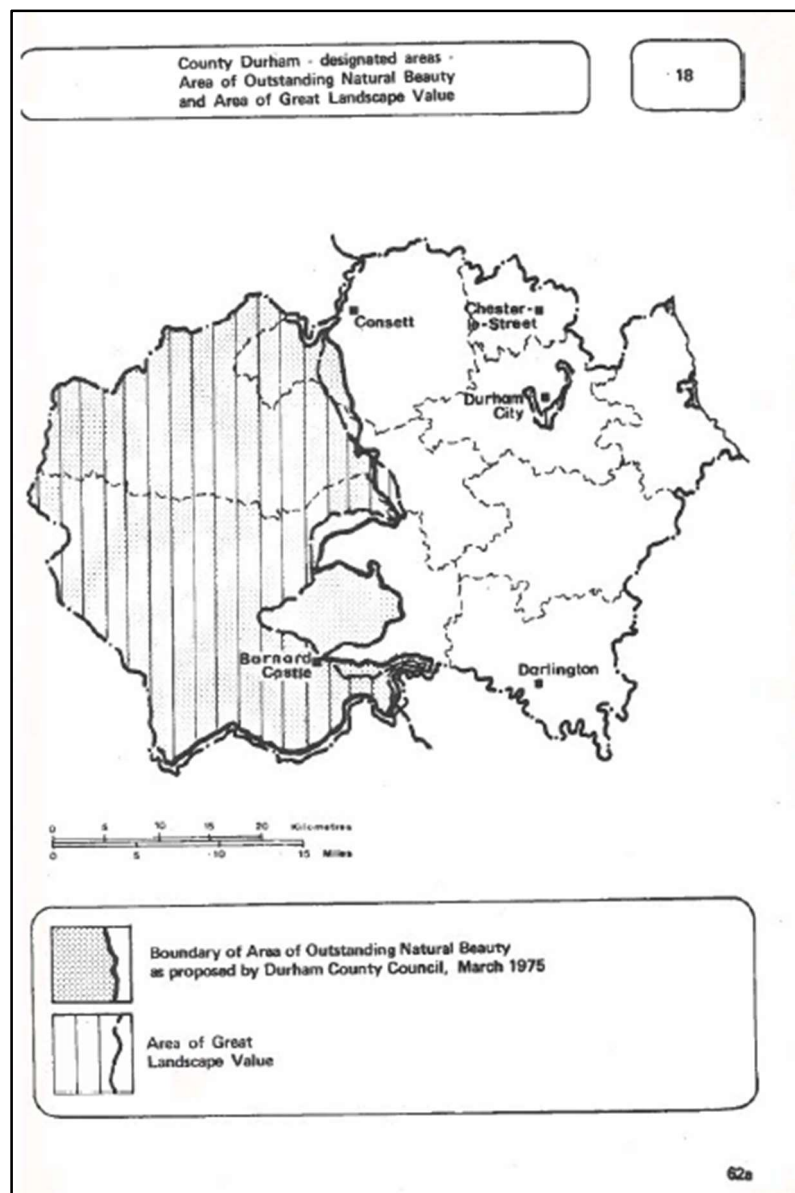 County Durham - designated areas -
Area of Outstanding Natural Beauty
and Area of Great Landscape Value
18
Consett
Chester-
le-Street
Durham
City
Barnard
Castle
Darlington
0 5 10 15 20 Kilometres
0 5 10 15 Miles
Boundary of Area of Outstanding Natural Beauty
as proposed by Durham County Council, March 1975
Area of Great
Landscape Value
62a